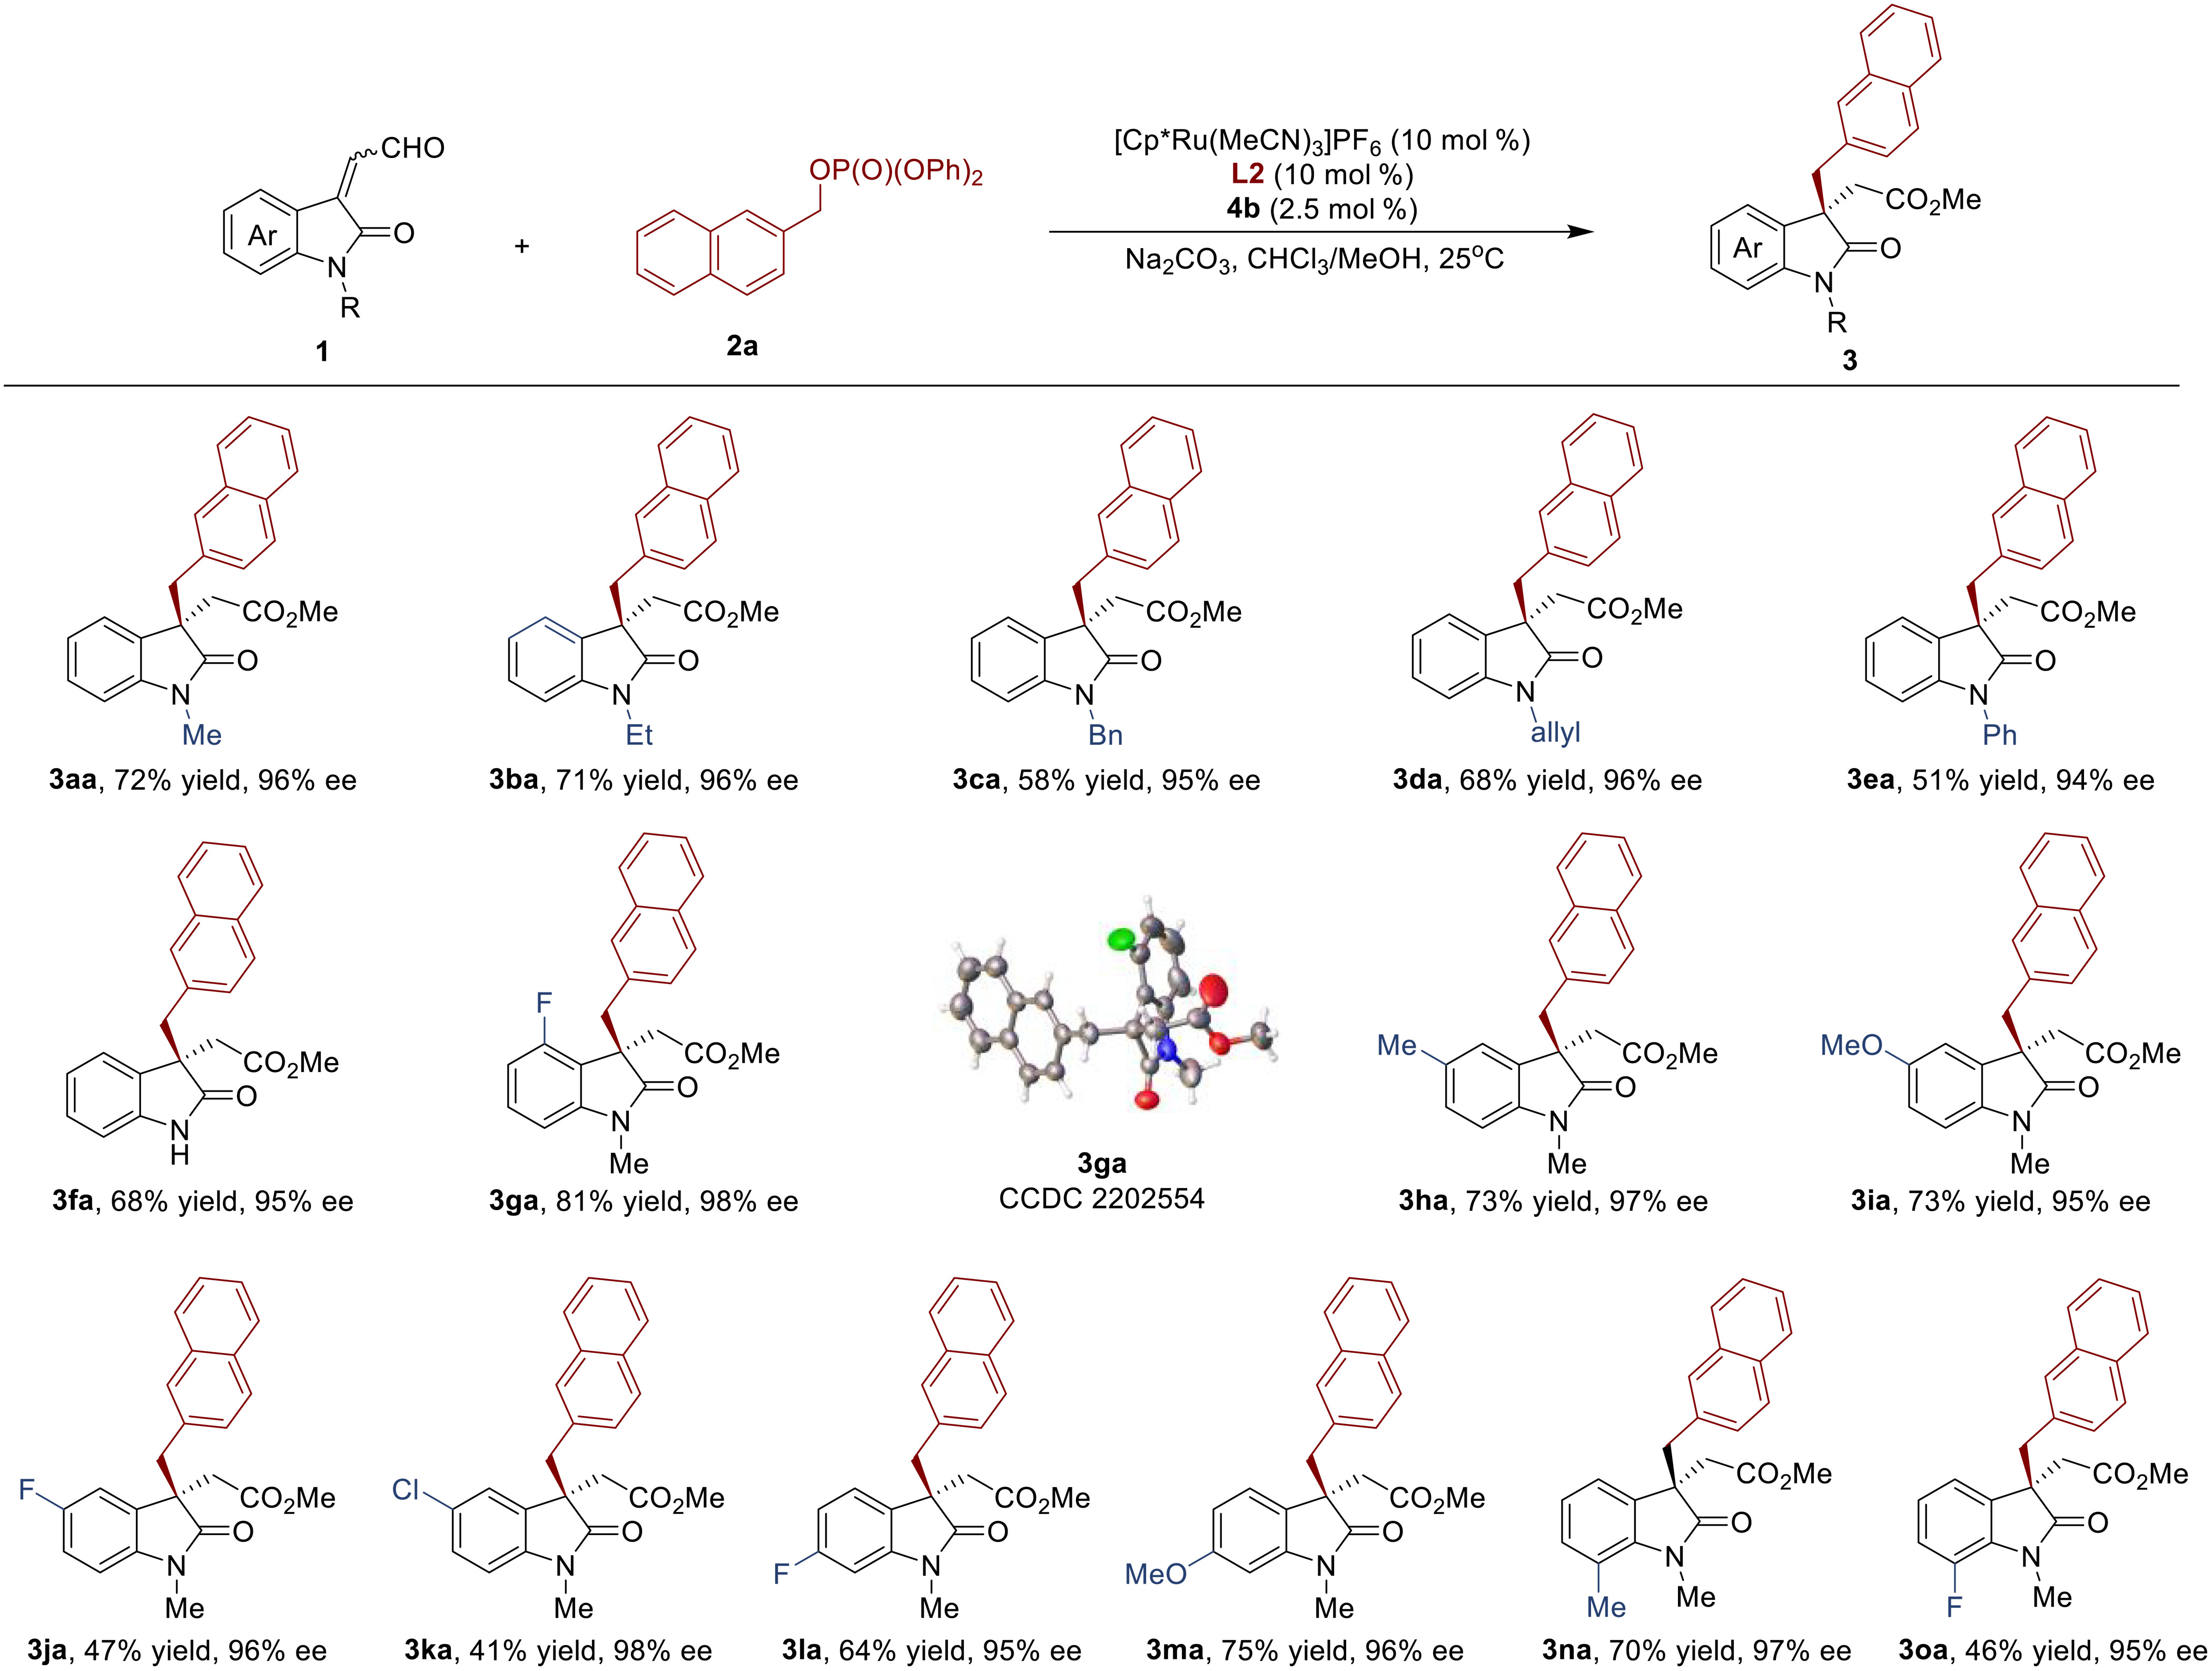 CHO
Ar
O
N
R
1
+
OP(O)(OPh)2
2a
[Cp*Ru(MeCN)3]PF6 (10 mol %)
L2 (10 mol %)
4b (2.5 mol %)
Na2CO3, CHCl3/MeOH, 25oC
CO2Me
Ar
O
N
R
3
CO2Me
O
N
Me
3aa, 72% yield, 96% ee
CO2Me
O
N
Et
3ba, 71% yield, 96% ee
CO2Me
O
N
Bn
3ca, 58% yield, 95% ee
CO2Me
O
N
allyl
3da, 68% yield, 96% ee
CO2Me
O
N
Ph
3ea, 51% yield, 94% ee
CO2Me
O
N
H
3fa, 68% yield, 95% ee
F
CO2Me
O
N
Me
3ga, 81% yield, 98% ee
3ga
CCDC 2202554
Me
CO2Me
O
N
Me
3ha, 73% yield, 97% ee
MeO
CO2Me
O
N
Me
3ia, 73% yield, 95% ee
F
CO2Me
O
N
Me
3ja, 47% yield, 96% ee
Cl
CO2Me
O
N
Me
3ka, 41% yield, 98% ee
CO2Me
O
F
N
Me
3la, 64% yield, 95% ee
CO2Me
O
MeO
N
Me
3ma, 75% yield, 96% ee
CO2Me
O
N
Me
Me
3na, 70% yield, 97% ee
CO2Me
O
N
F
Me
3oa, 46% yield, 95% ee